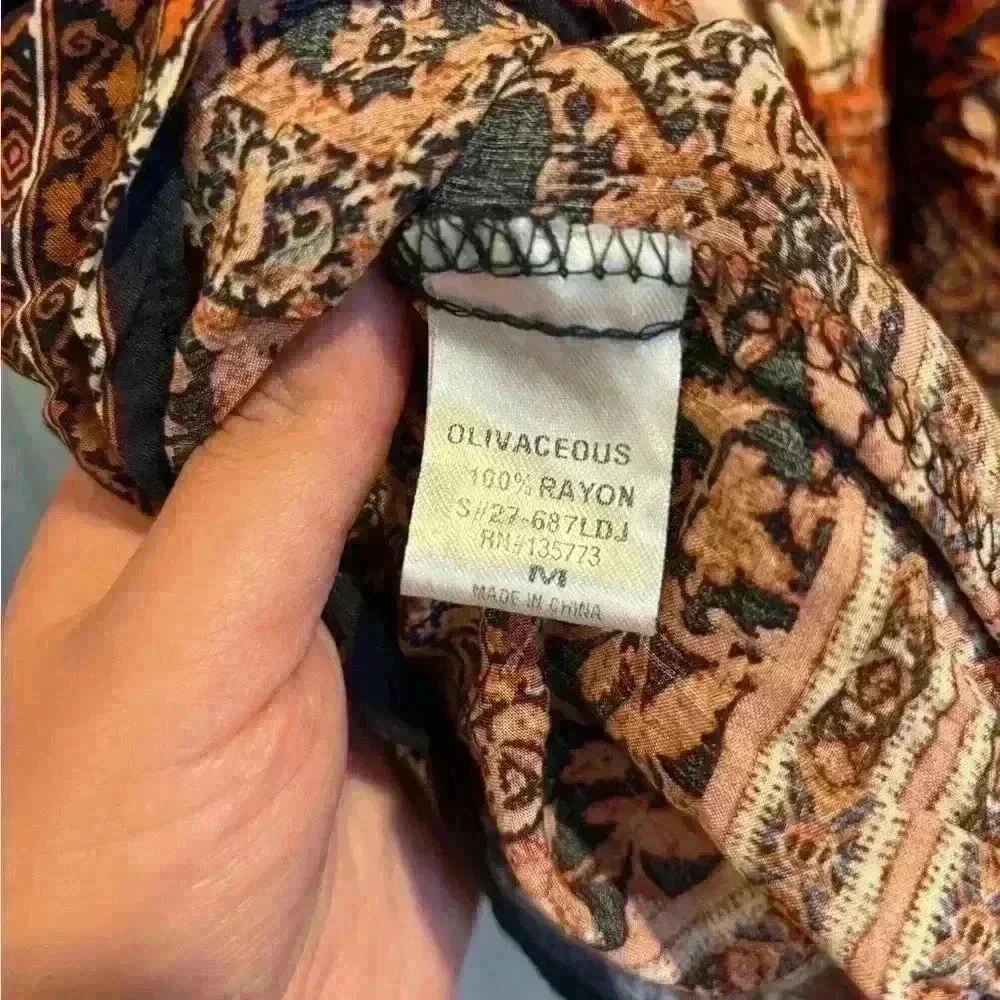 OLIVACEOUS
100% RAYON
S#27-687LDJ
RN#135773
M
MADE IN CHINA